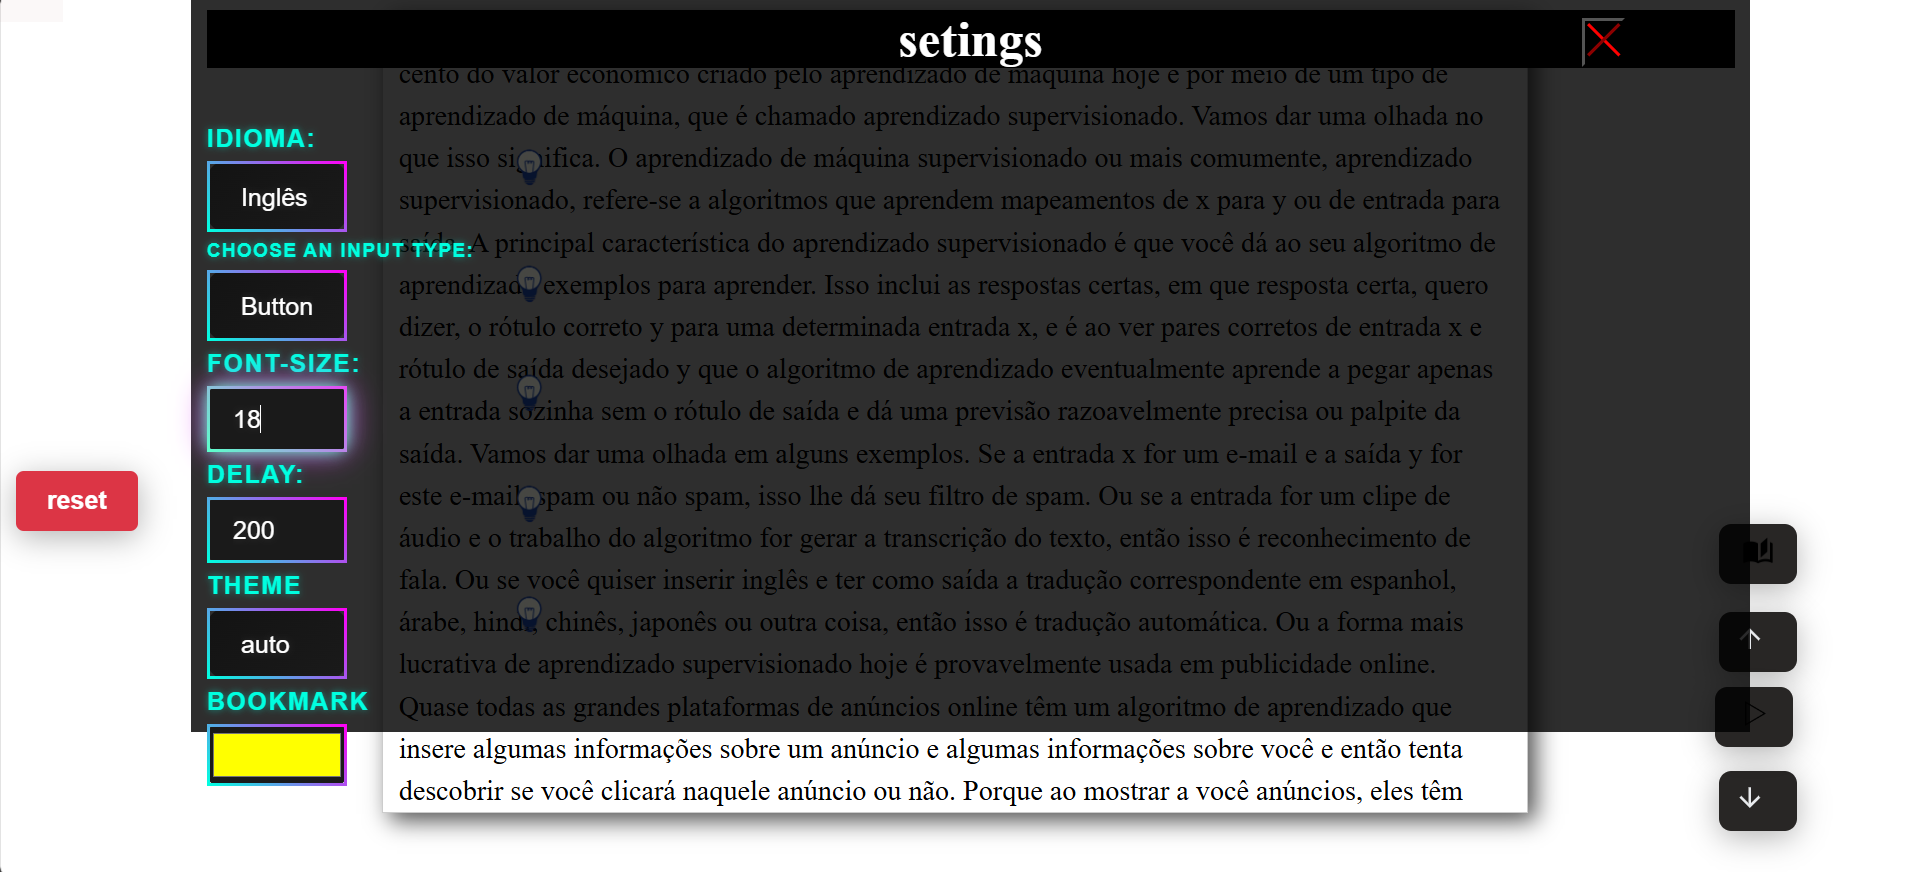 setings
cento do valor econômico criado pelo aprendizado de máquina hoje é por meio de um tipo de
aprendizado de máquina, que é chamado aprendizado supervisionado. Vamos dar uma olhada no
que isso significa. O aprendizado de máquina supervisionado ou mais comumente, aprendizado
supervisionado, refere-se a algoritmos que aprendem mapeamentos de x para y ou de entrada para
saída. A principal característica do aprendizado supervisionado é que você dá ao seu algoritmo de
aprendizado exemplos para aprender. Isso inclui as respostas certas, em que resposta certa, quero
dizer, o rótulo correto y para uma determinada entrada x, e é ao ver pares corretos de entrada x e
rótulo de saída desejado y que o algoritmo de aprendizado eventualmente aprende a pegar apenas
a entrada sozinha sem o rótulo de saída e dá uma previsão razoavelmente precisa ou palpite da
saída. Vamos dar uma olhada em alguns exemplos. Se a entrada x for um e-mail e a saída y for
este e-mail, spam ou não spam, isso lhe dá seu filtro de spam. Ou se a entrada for um clipe de
áudio e o trabalho do algoritmo for gerar a transcrição do texto, então isso é reconhecimento de
fala. Ou se você quiser inserir inglês e ter como saída a tradução correspondente em espanhol,
árabe, hindi, chinês, japonês ou outra coisa, então isso é tradução automática. Ou a forma mais
lucrativa de aprendizado supervisionado hoje é provavelmente usada em publicidade online.
Quase todas as grandes plataformas de anúncios online têm um algoritmo de aprendizado que
insere algumas informações sobre um anúncio e algumas informações sobre você e então tenta
descobrir se você clicará naquele anúncio ou não. Porque ao mostrar a você anúncios, eles têm
IDIOMA:
Inglês
CHOOSE AN INPUT TYPE:
Button
FONT-SIZE:
18
DELAY:
200
THEME
auto
BOOKMARK
reset